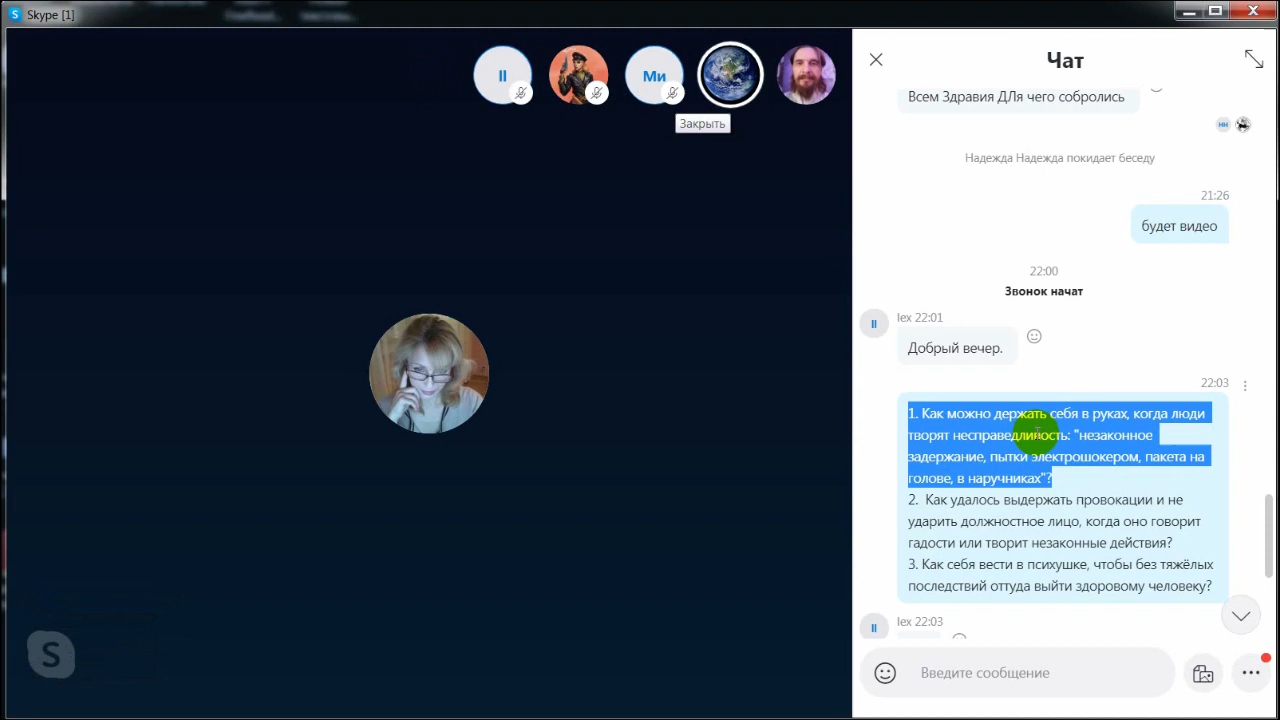 Skype [1]
II
Ми
Закрыть
Чат
Всем Здравия ДЛя чего собролись
НН
Надежда Надежда покидает беседу
21:26
будет видео
22:00
Звонок начат
II
lex 22:01
Добрый вечер.
22:03
1. Как можно держать себя в руках, когда люди
творят несправедливость: "незаконное
задержание, пытки электрошокером, пакета на
голове, в наручниках"?
2. Как удалось выдержать провокации и не
ударить должностное лицо, когда оно говорит
гадости или творит незаконные действия?
3. Как себя вести в психушке, чтобы без тяжёлых
последствий оттуда выйти здоровому человеку?
II
lex 22:03
Введите сообщение
S